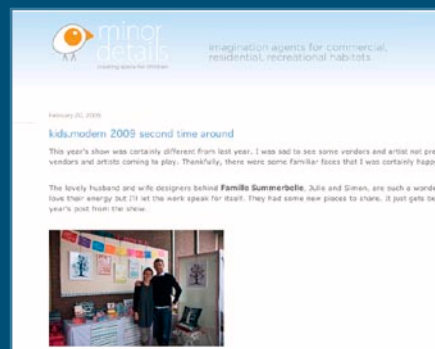 minor
details
creating space for children
imagination agents for commercial,
residential, recreational habitats
February 20, 2009
kids.modern 2009 second time around
This year's show was certainly different from last year. I was sad to see some vendors and artist not pre
vendors and artists coming to play. Thankfully, there were some familiar faces that I was certainly happy
The lovely husband and wife designers behind Famille Summerbelle, Julie and Simon, are such a wonde
love their energy but I'll let the work speak for itself. They had some new pieces to share. It just gets be
year's post from the show.